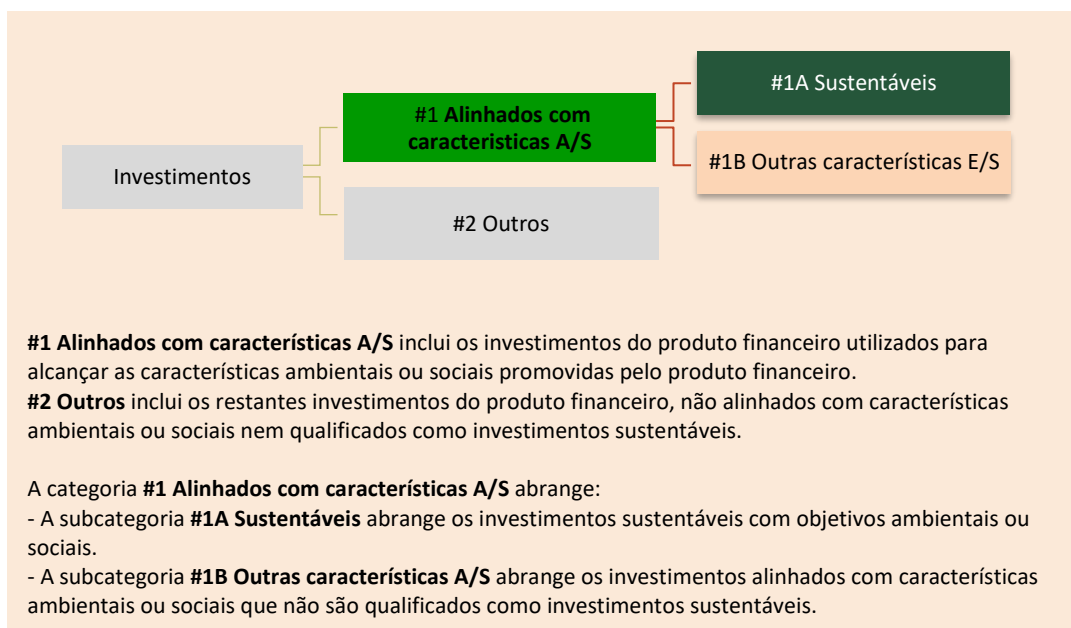 #1A Sustentáveis
#1 Alinhados com
caracteristicas A/S
#1B Outras características E/S
Investimentos
#2 Outros
#1 Alinhados com características A/S inclui os investimentos do produto financeiro utilizados para
alcançar as características ambientais ou sociais promovidas pelo produto financeiro.
#2 Outros inclui os restantes investimentos do produto financeiro, não alinhados com características
ambientais ou sociais nem qualificados como investimentos sustentáveis.
A categoria #1 Alinhados com características A/S abrange:
- A subcategoria #1A Sustentáveis abrange os investimentos sustentáveis com objetivos ambientais ou
sociais.
- A subcategoria #1B Outras características A/S abrange os investimentos alinhados com características
ambientais ou sociais que não são qualificados como investimentos sustentáveis.